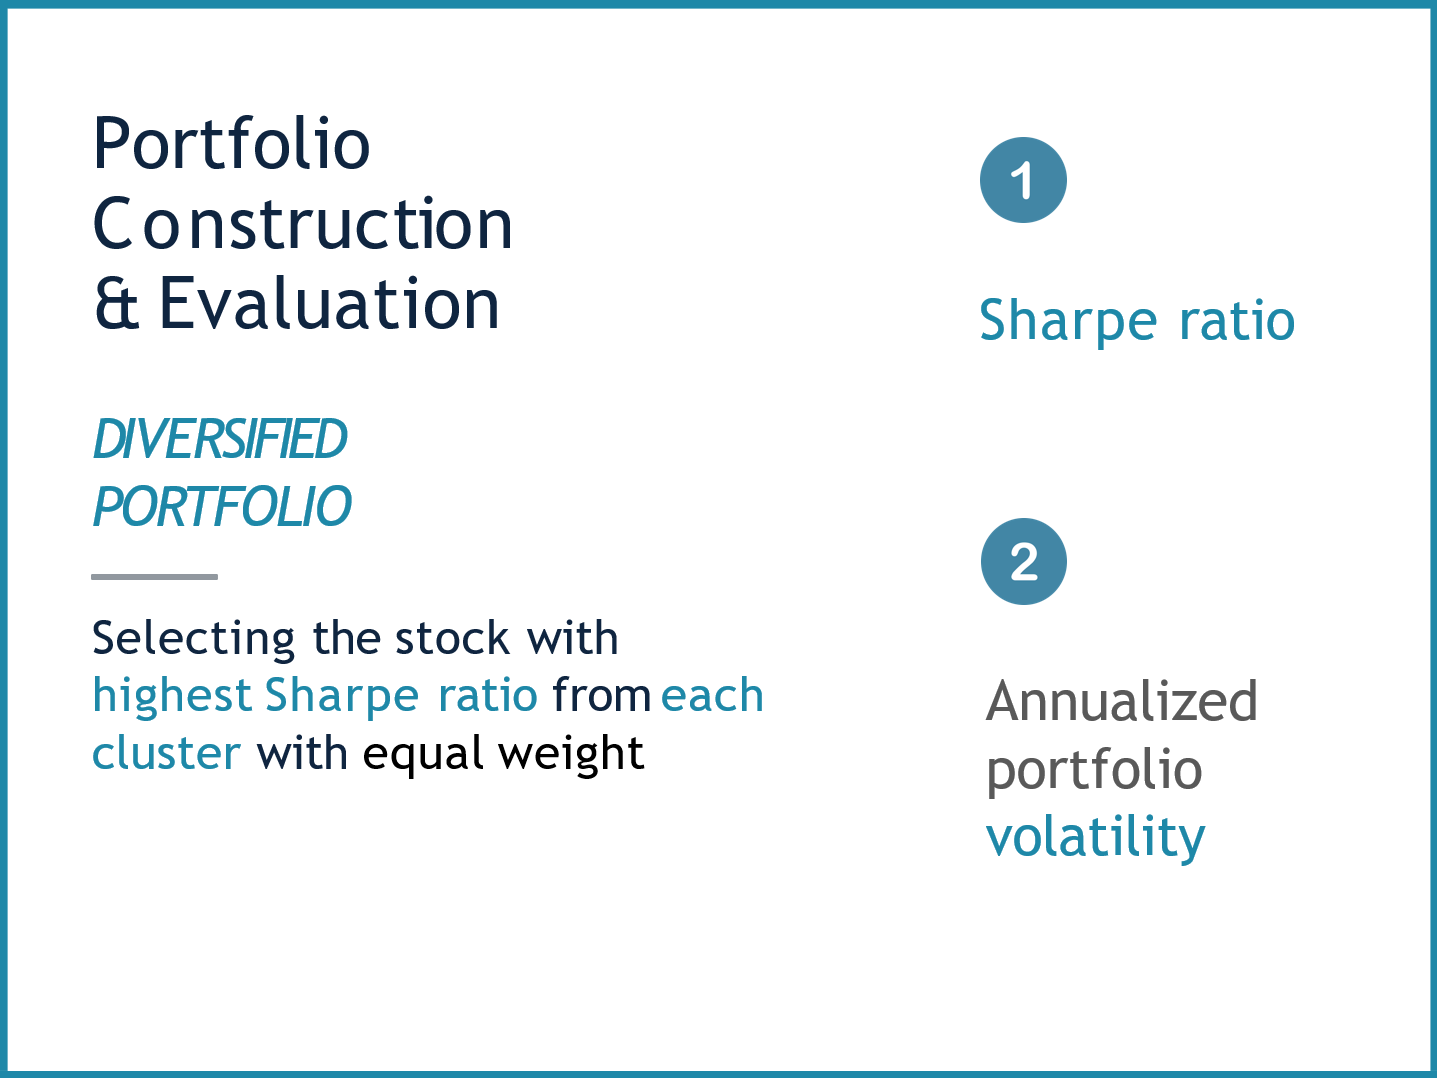 Portfolio
Construction
& Evaluation
DIVERSIFIED
PORTFOLIO
Selecting the stock with
highest Sharpe ratio from each
cluster with equal weight
1
Sharpe ratio
2
Annualized
portfolio
volatility